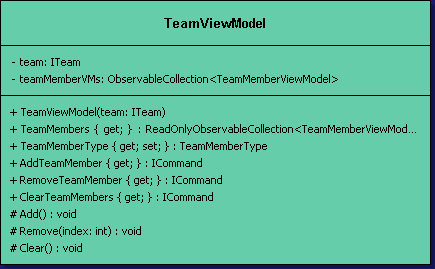 TeamViewModel
- team: ITeam
- teamMemberVMs: ObservableCollection<TeamMemberViewModel>
+ TeamViewModel(team: ITeam)
+ TeamMembers { get; } : ReadOnlyObservableCollection<TeamMemberViewMod...
+ TeamMemberType { get; set; } : TeamMemberType
+ AddTeamMember { get; } : ICommand
+ RemoveTeamMember { get; } : ICommand
+ ClearTeamMembers { get; } : ICommand
# Add() : void
# Remove(index: int) : void
# Clear() : void